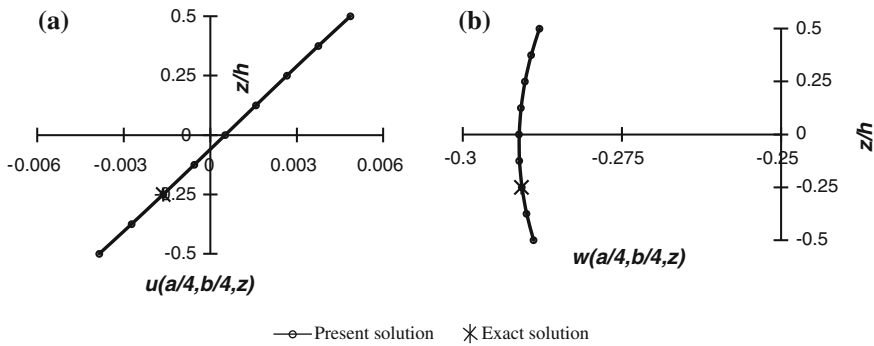 (a)
0.5
0.25
z/h
0
-0.006
-0.003
0
0.003
0.006
-0.25
-0.5
u(a/4,b/4,z)
(b)
0.5
0.25
0
-0.3
-0.275
-0.25
z/h
-0.25
-0.5
w(a/4,b/4,z)
Present solution
Exact solution